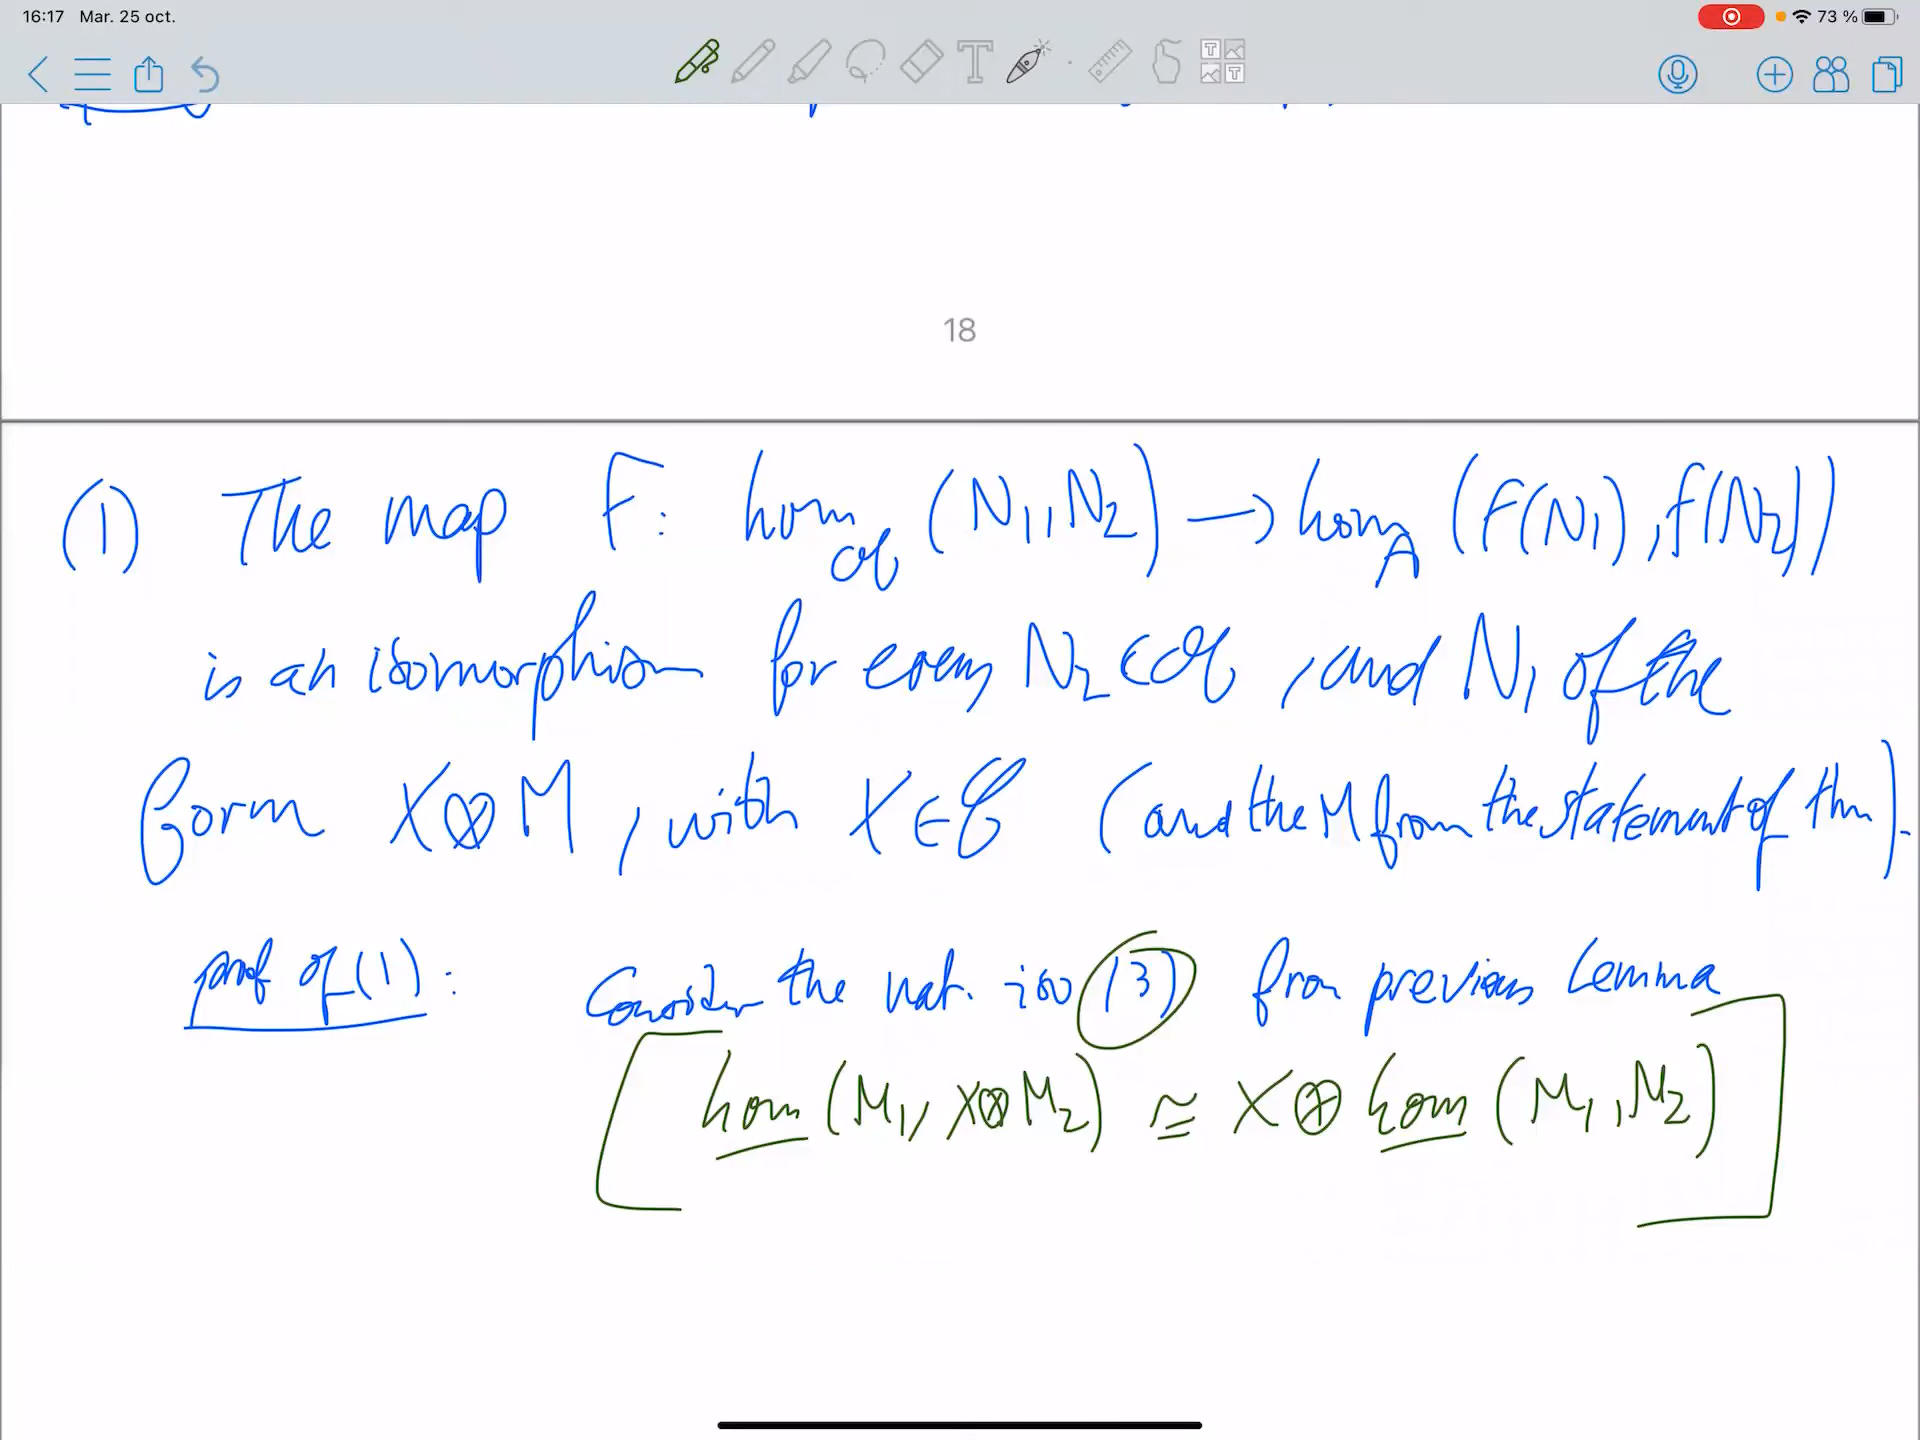 16:17 Mar. 25 oct. 73 %
18
(1) The map F: hom_𝓜 (N₁, N₂) → hom_A (F(N₁), F(N₂))
is an isomorphism for every N₂ ∈ 𝓜, and N₁ of the
form X⊗M, with X ∈ 𝒞 (and the M from the statement of thm).
proof of (1): Consider the nat. iso (3) from previous Lemma
hom (M₁, X⊗M₂) ≅ X⊗hom (M₁, M₂)